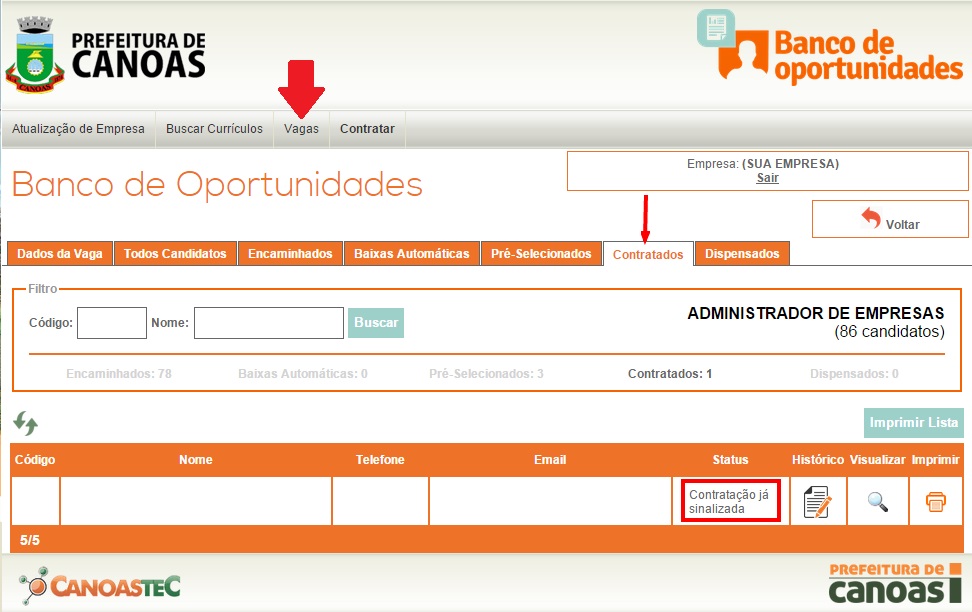 PREFEITURA DE
CANOAS
Banco de
oportunidades
Atualização de Empresa Buscar Currículos Vagas Contratar
Banco de Oportunidades
Empresa: (SUA EMPRESA)
Sair
Voltar
Dados da Vaga Todos Candidatos Encaminhados Baixas Automáticas Pré-Selecionados Contratados Dispensados
Filtro
Código: Nome: Buscar
ADMINISTRADOR DE EMPRESAS
(86 candidatos)
Encaminhados: 78 Baixas Automáticas: 0 Pré-Selecionados: 3 Contratados: 1 Dispensados: 0
Imprimir Lista
Código Nome Telefone Email Status Histórico Visualizar Imprimir
Contratação já
sinalizada
5/5
CANOASTEC
PREFEITURA DE
canoas